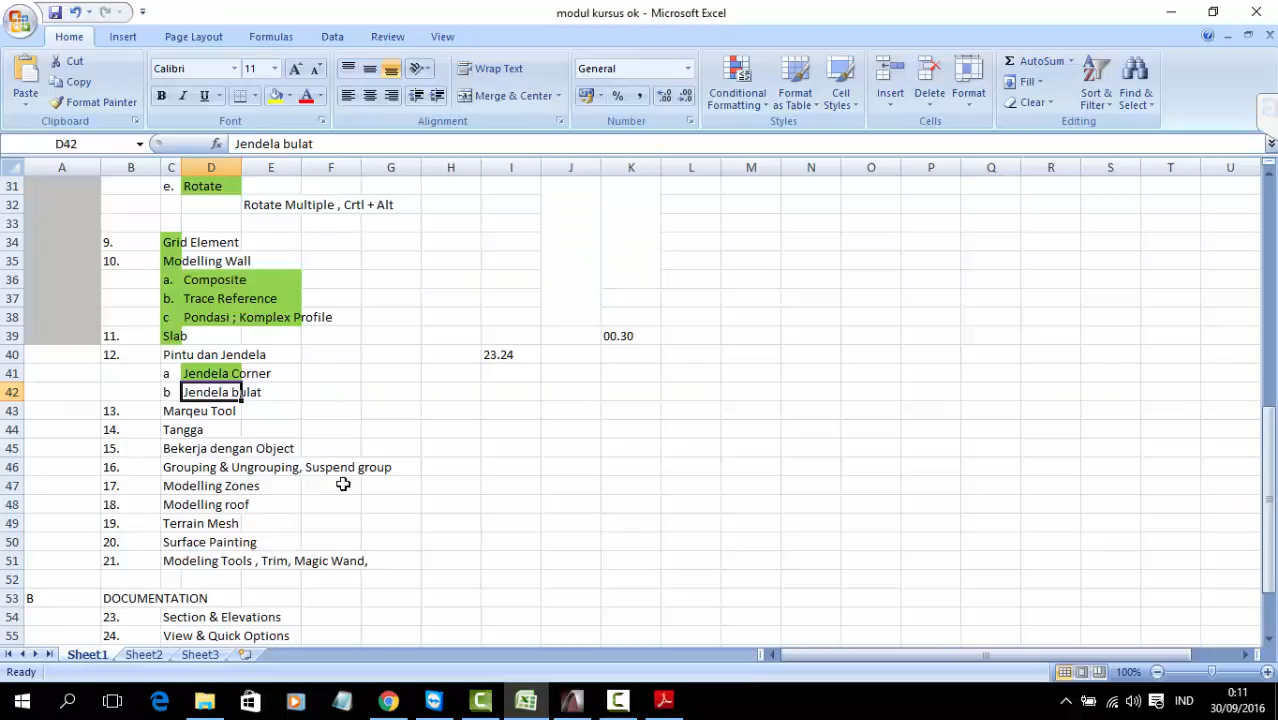 modul kursus ok - Microsoft Excel
Home Insert Page Layout Formulas Data Review View
Paste Cut Copy Format Painter Clipboard
Calibri 11 B I U Font
Wrap Text Merge & Center Alignment
General % , Number
Conditional Formatting Format as Table Cell Styles Styles
Insert Delete Format Cells
Σ AutoSum Fill Clear Sort & Filter Find & Select Editing
D42 fx Jendela bulat
A B C D E F G H I J K L M N O P Q R S T U
31 e. Rotate
32 Rotate Multiple , Crtl + Alt
33
34 9. Grid Element
35 10. Modelling Wall
36 a. Composite
37 b. Trace Reference
38 c Pondasi ; Komplex Profile
39 11. Slab 00.30
40 12. Pintu dan Jendela 23.24
41 a Jendela Corner
42 b Jendela bulat
43 13. Marqeu Tool
44 14. Tangga
45 15. Bekerja dengan Object
46 16. Grouping & Ungrouping, Suspend group
47 17. Modelling Zones
48 18. Modelling roof
49 19. Terrain Mesh
50 20. Surface Painting
51 21. Modeling Tools , Trim, Magic Wand,
52
53 B DOCUMENTATION
54 23. Section & Elevations
55 24. View & Quick Options
Sheet1 Sheet2 Sheet3
Ready 100%
IND 0:11
30/09/2016